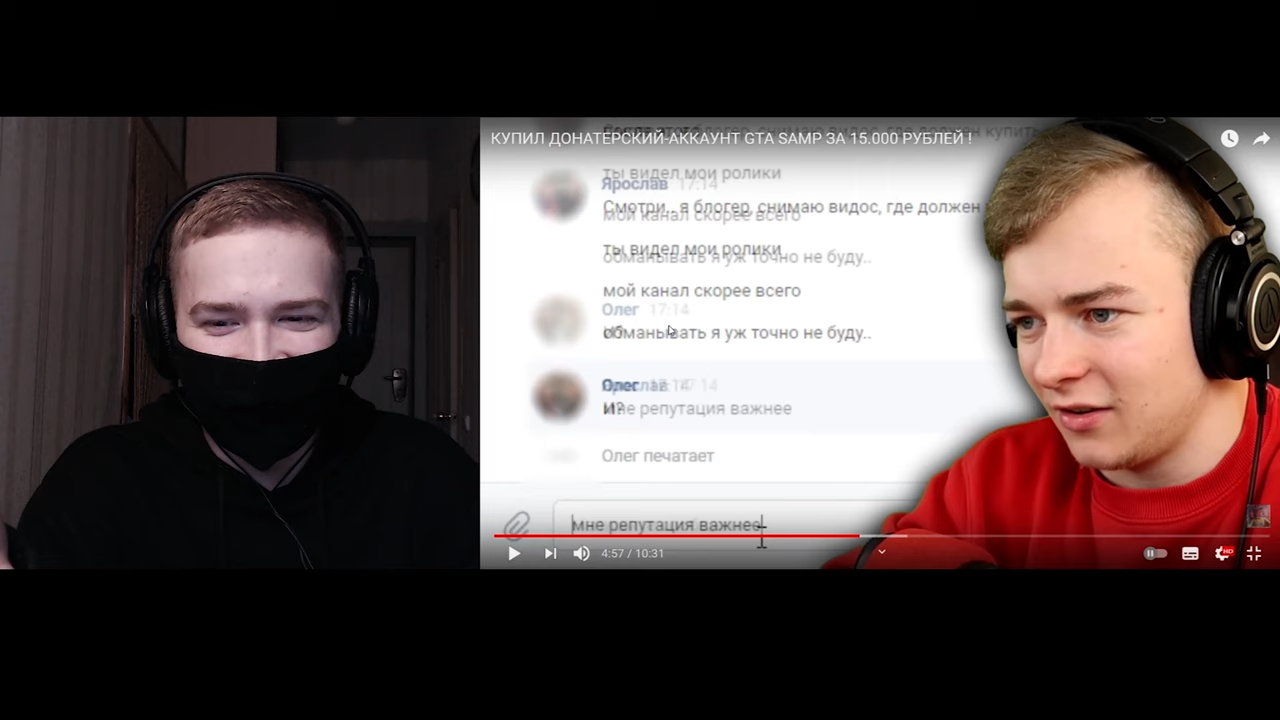 КУПИЛ ДОНАТЕРСКИЙ-АККАУНТ GTA SAMP ЗА 15.000 РУБЛЕЙ !
ты видел мои ролики
Ярослав 17:14
Смотри, я блогер, снимаю видос, где должен
мой канал скорее всего
ты видел мои ролики
обманывать я уж точно не буду..
мой канал скорее всего
Олег 17:14
обманывать я уж точно не буду..
Олег 17:14
И?
мне репутация важнее
Олег печатает
мне репутация важнее
4:57 / 10:31
HD